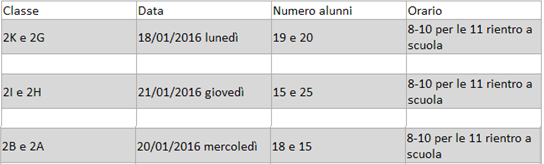 Classe Data Numero alunni Orario
2K e 2G 18/01/2016 lunedì 19 e 20 8-10 per le 11 rientro a
scuola
2I e 2H 21/01/2016 giovedì 15 e 25 8-10 per le 11 rientro a
scuola
2B e 2A 20/01/2016 mercoledì 18 e 15 8-10 per le 11 rientro a
scuola